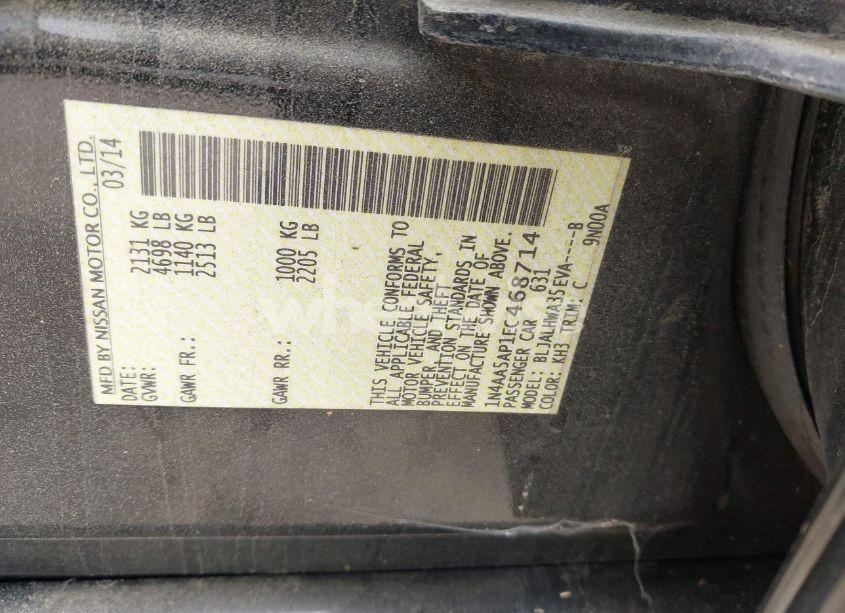 MFD BY NISSAN MOTOR CO., LTD.
DATE: 03/14
GVWR: 2131 KG
4698 LB
GAWR FR.: 1140 KG
2513 LB
GAWR RR.: 1000 KG
2205 LB
THIS VEHICLE CONFORMS TO
ALL APPLICABLE FEDERAL
MOTOR VEHICLE SAFETY,
BUMPER, AND THEFT
PREVENTION STANDARDS IN
EFFECT ON THE DATE OF
MANUFACTURE SHOWN ABOVE.
1N4AA5AP1EC468714
PASSENGER CAR 631
MODEL: BLJALHWA35EVA-----B
COLOR: KH3 TRIM: C 9N00A